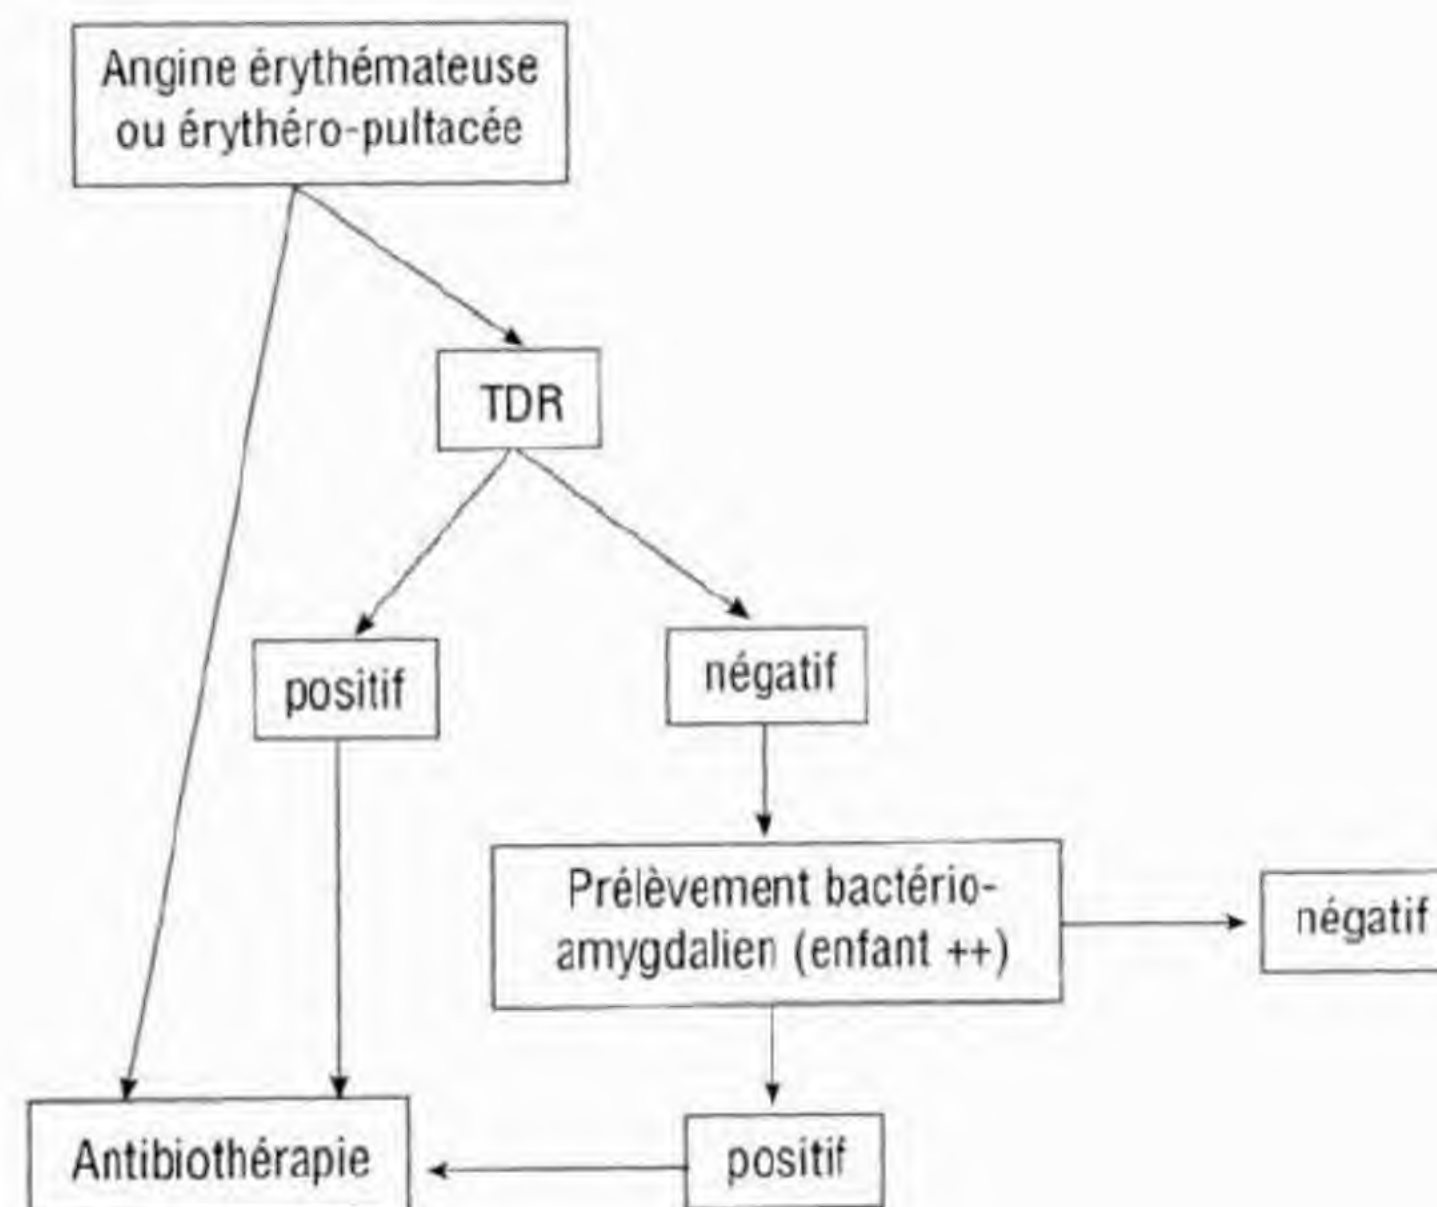 Angine érythémateuse
ou érythéro-pultacée
TDR
positif
négatif
Prélèvement bactério-
amygdalien (enfant ++)
négatif
Antibiothérapie
positif